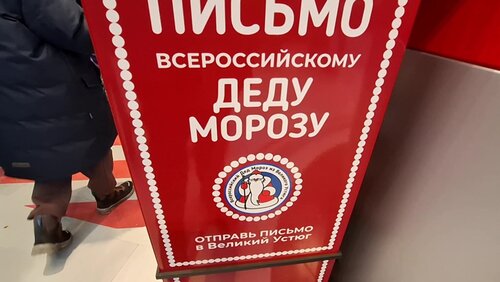 ПИСЬМО
ВСЕРОССИЙСКОМУ
ДЕДУ
МОРОЗУ
ОТПРАВЬ ПИСЬМО
в Великий Устюг